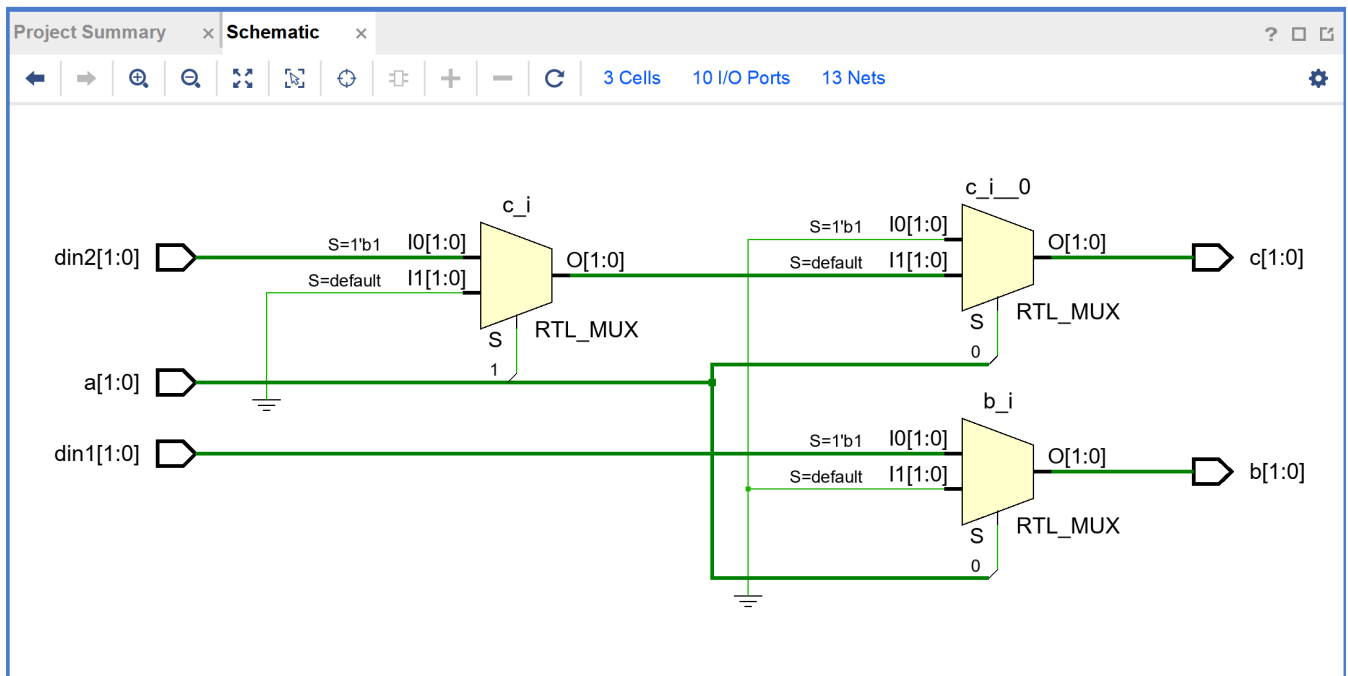 Project Summary × Schematic ×
?
3 Cells 10 I/O Ports 13 Nets
c_i
din2[1:0]
S=1'b1 I0[1:0]
S=default I1[1:0]
O[1:0]
S
RTL_MUX
1
c_i__0
S=1'b1 I0[1:0]
S=default I1[1:0]
O[1:0]
c[1:0]
S
RTL_MUX
0
a[1:0]
din1[1:0]
b_i
S=1'b1 I0[1:0]
S=default I1[1:0]
O[1:0]
b[1:0]
S
RTL_MUX
0